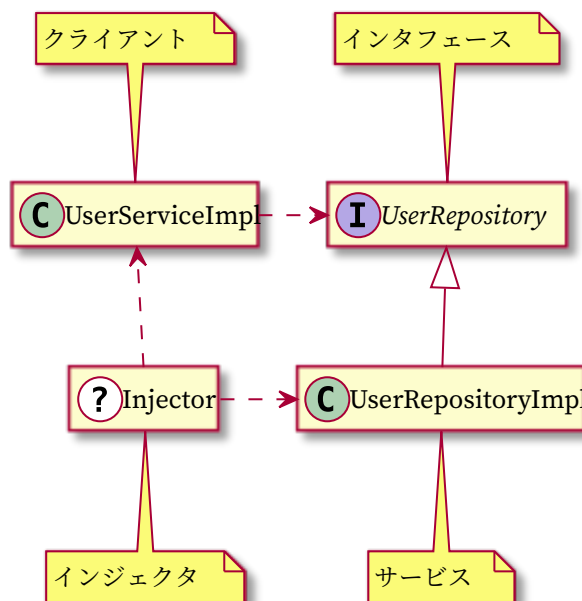 クライアント
インタフェース
C UserServiceImpl
I UserRepository
? Injector
C UserRepositoryImpl
インジェクタ
サービス